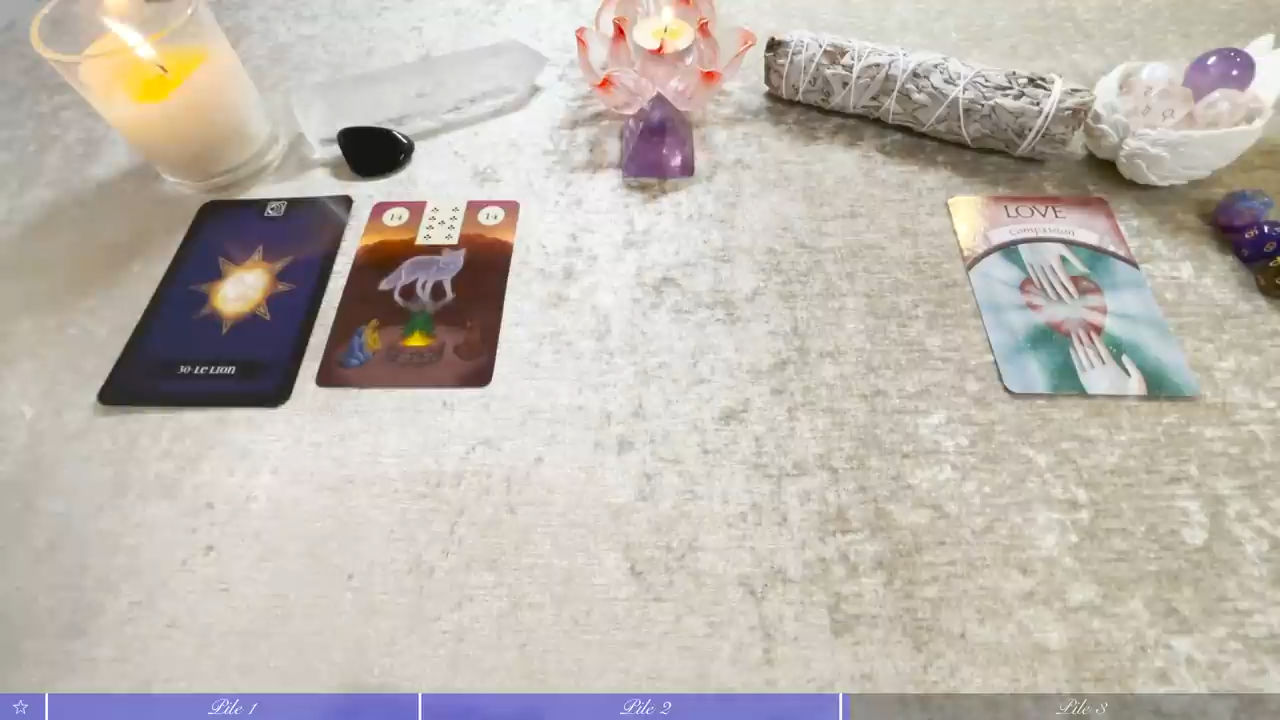 30-Le Lion
14 14
LOVE
Compassion
☆ Pile 1 Pile 2 Pile 3